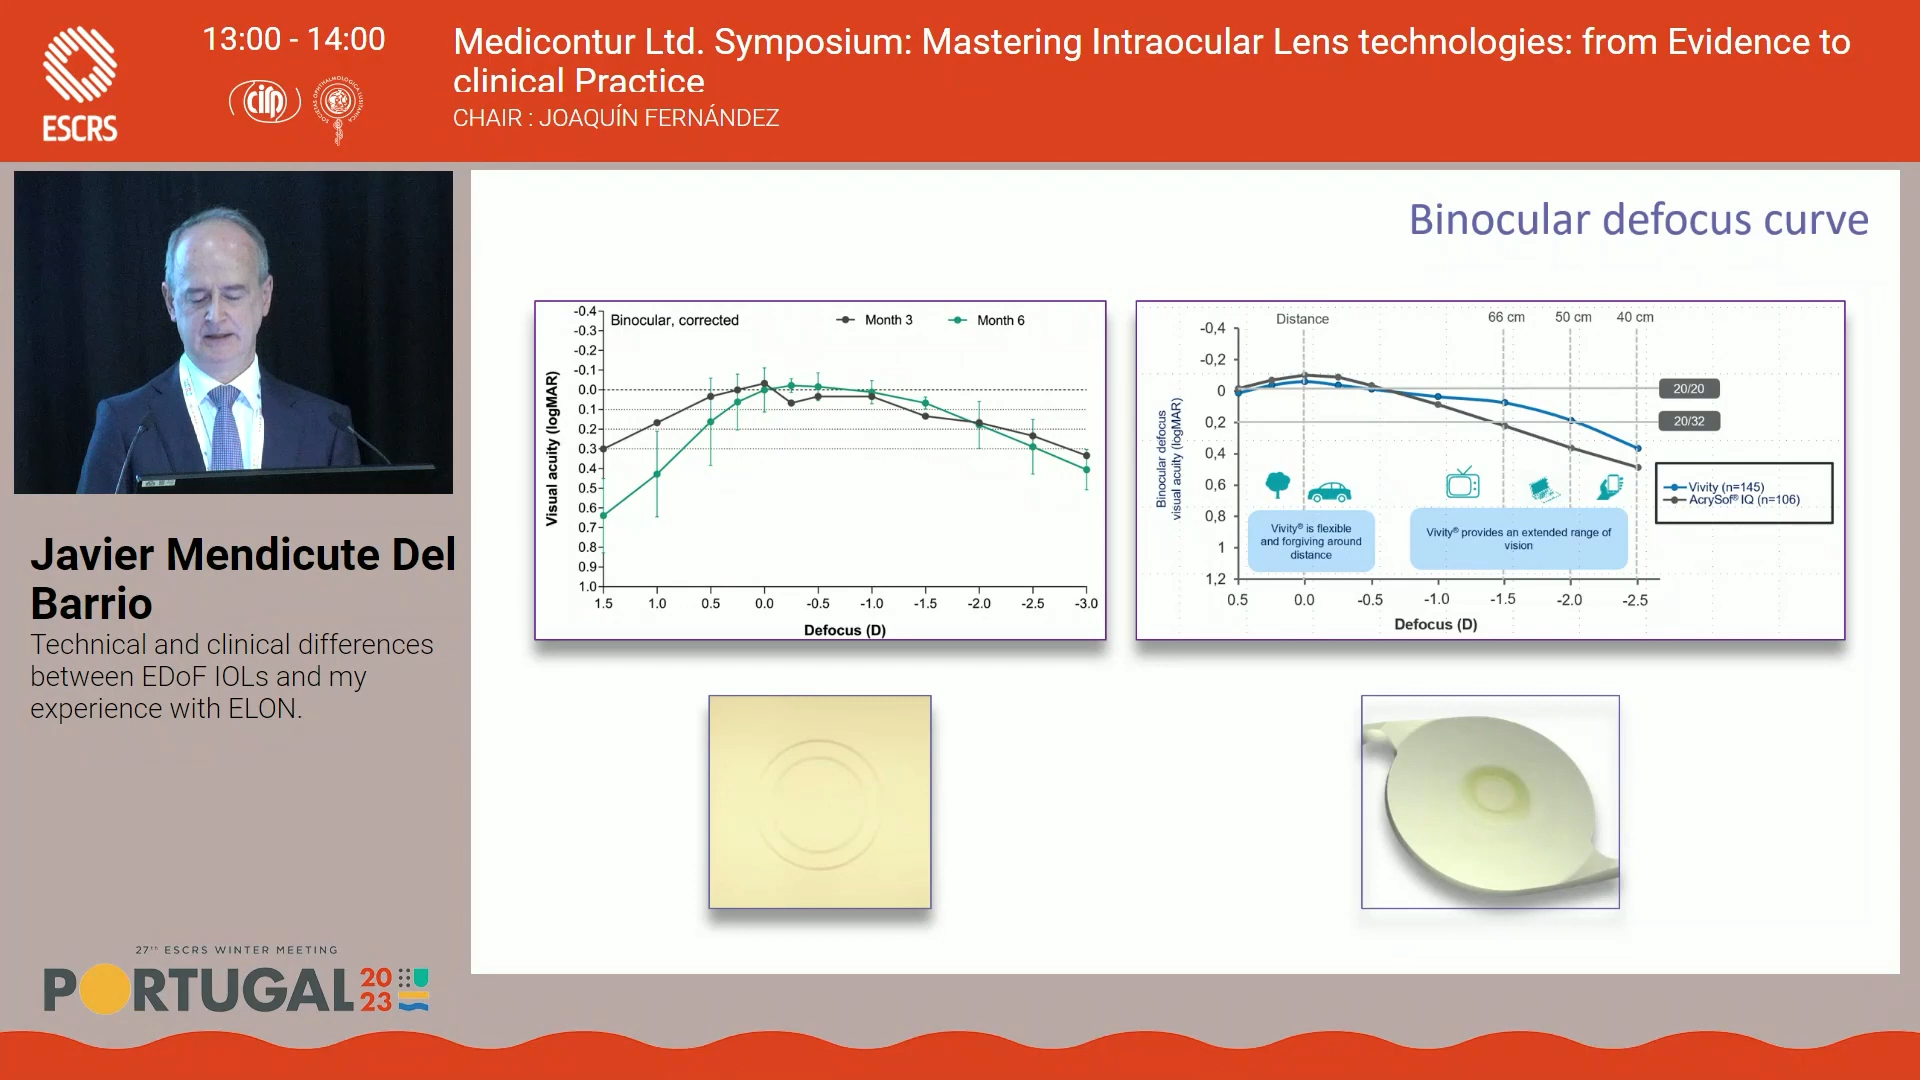 ESCRS
13:00 - 14:00
cirp
Medicontur Ltd. Symposium: Mastering Intraocular Lens technologies: from Evidence to
clinical Practice
CHAIR : JOAQUÍN FERNÁNDEZ
Javier Mendicute Del
Barrio
Technical and clinical differences
between EDoF IOLs and my
experience with ELON.
27TH ESCRS WINTER MEETING
PORTUGAL 2023
Binocular defocus curve
Binocular, corrected
Month 3
Month 6
Visual acuity (logMAR)
-0.4
-0.3
-0.2
-0.1
0.0
0.1
0.2
0.3
0.4
0.5
0.6
0.7
0.8
0.9
1.0
1.5 1.0 0.5 0.0 -0.5 -1.0 -1.5 -2.0 -2.5 -3.0
Defocus (D)
Distance
66 cm 50 cm 40 cm
Binocular defocus
visual acuity (logMAR)
-0,4
-0,2
0
0,2
0,4
0,6
0,8
1
1,2
20/20
20/32
Vivity (n=145)
AcrySof® IQ (n=106)
Vivity® is flexible
and forgiving around
distance
Vivity® provides an extended range of
vision
0.5 0.0 -0.5 -1.0 -1.5 -2.0 -2.5
Defocus (D)